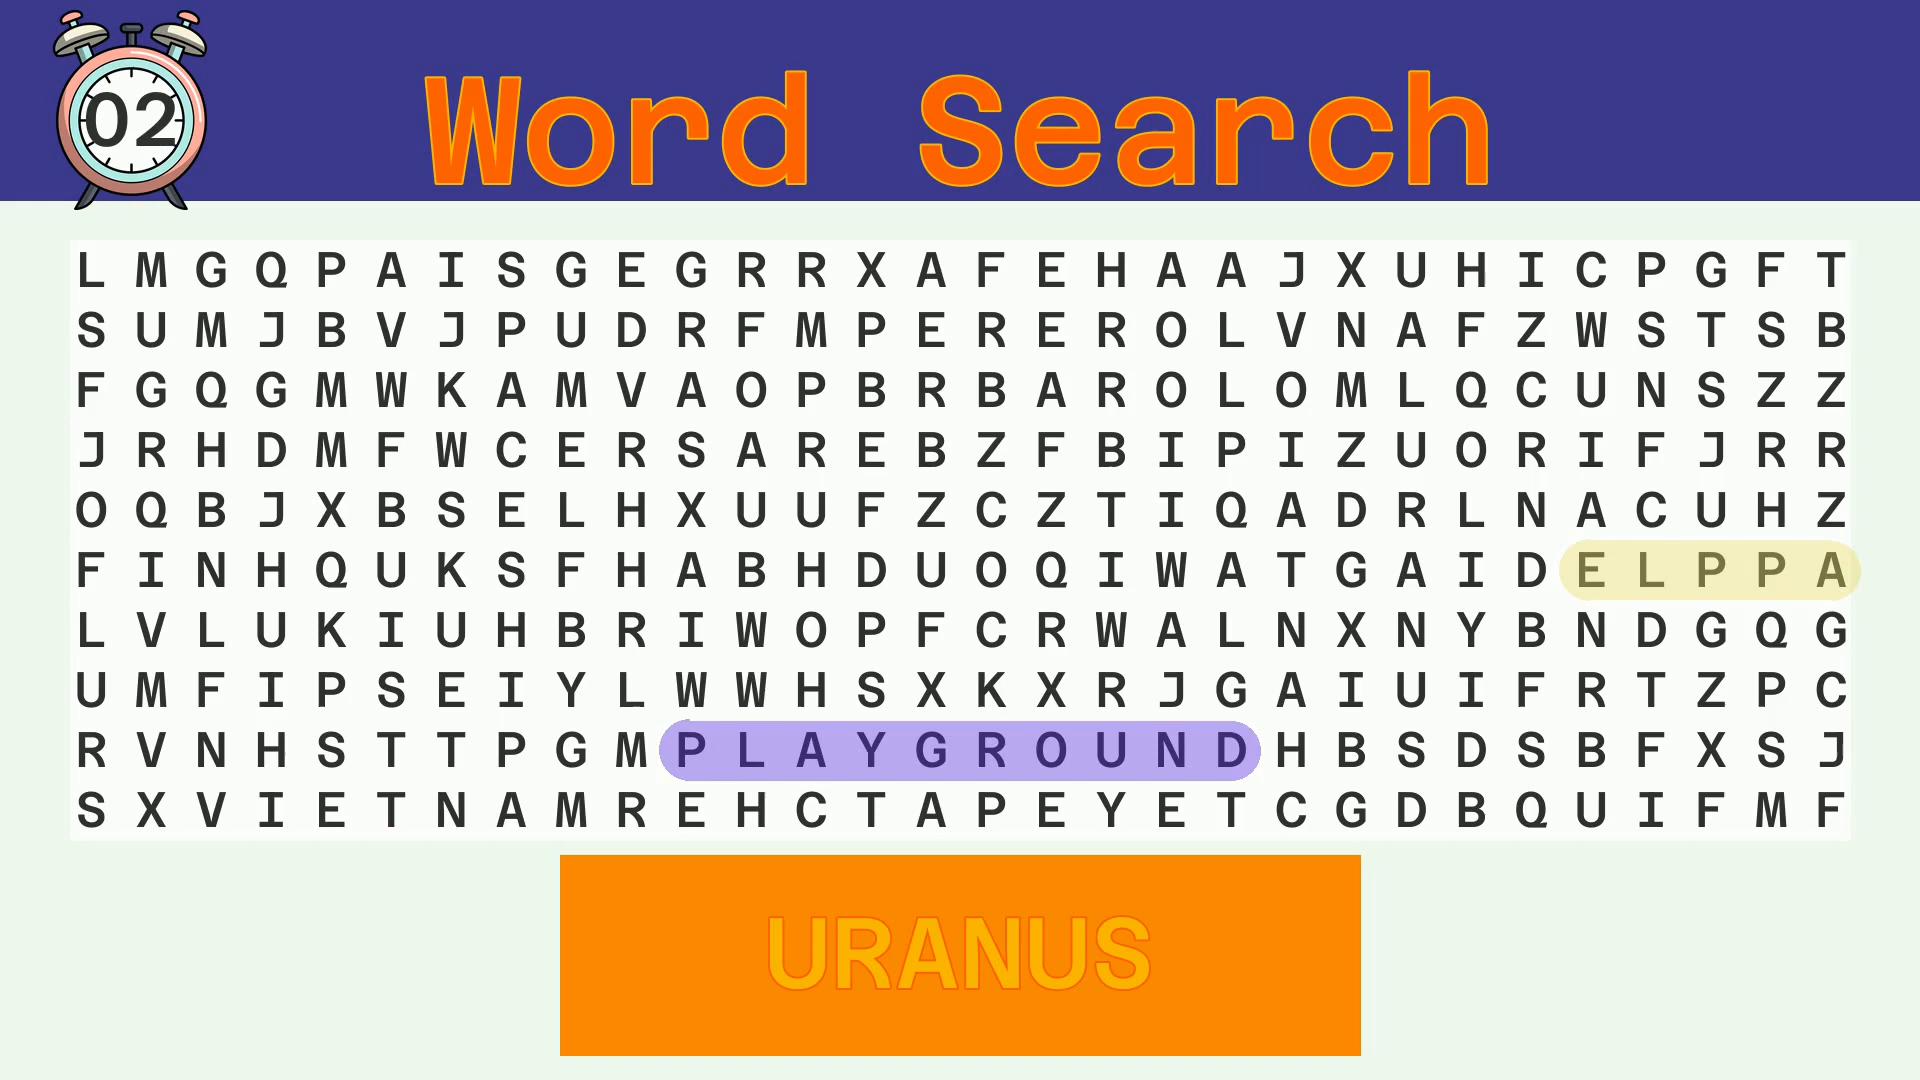 02
Word Search
L M G Q P A I S G E G R R X A F E H A A J X U H I C P G F T
S U M J B V J P U D R F M P E R E R O L V N A F Z W S T S B
F G Q G M W K A M V A O P B R B A R O L O M L Q C U N S Z Z
J R H D M F W C E R S A R E B Z F B I P I Z U O R I F J R R
O Q B J X B S E L H X U U F Z C Z T I Q A D R L N A C U H Z
F I N H Q U K S F H A B H D U O Q I W A T G A I D E L P P A
L V L U K I U H B R I W O P F C R W A L N X N Y B N D G Q G
U M F I P S E I Y L W W H S X K X R J G A I U I F R T Z P C
R V N H S T T P G M P L A Y G R O U N D H B S D S B F X S J
S X V I E T N A M R E H C T A P E Y E T C G D B Q U I F M F
URANUS